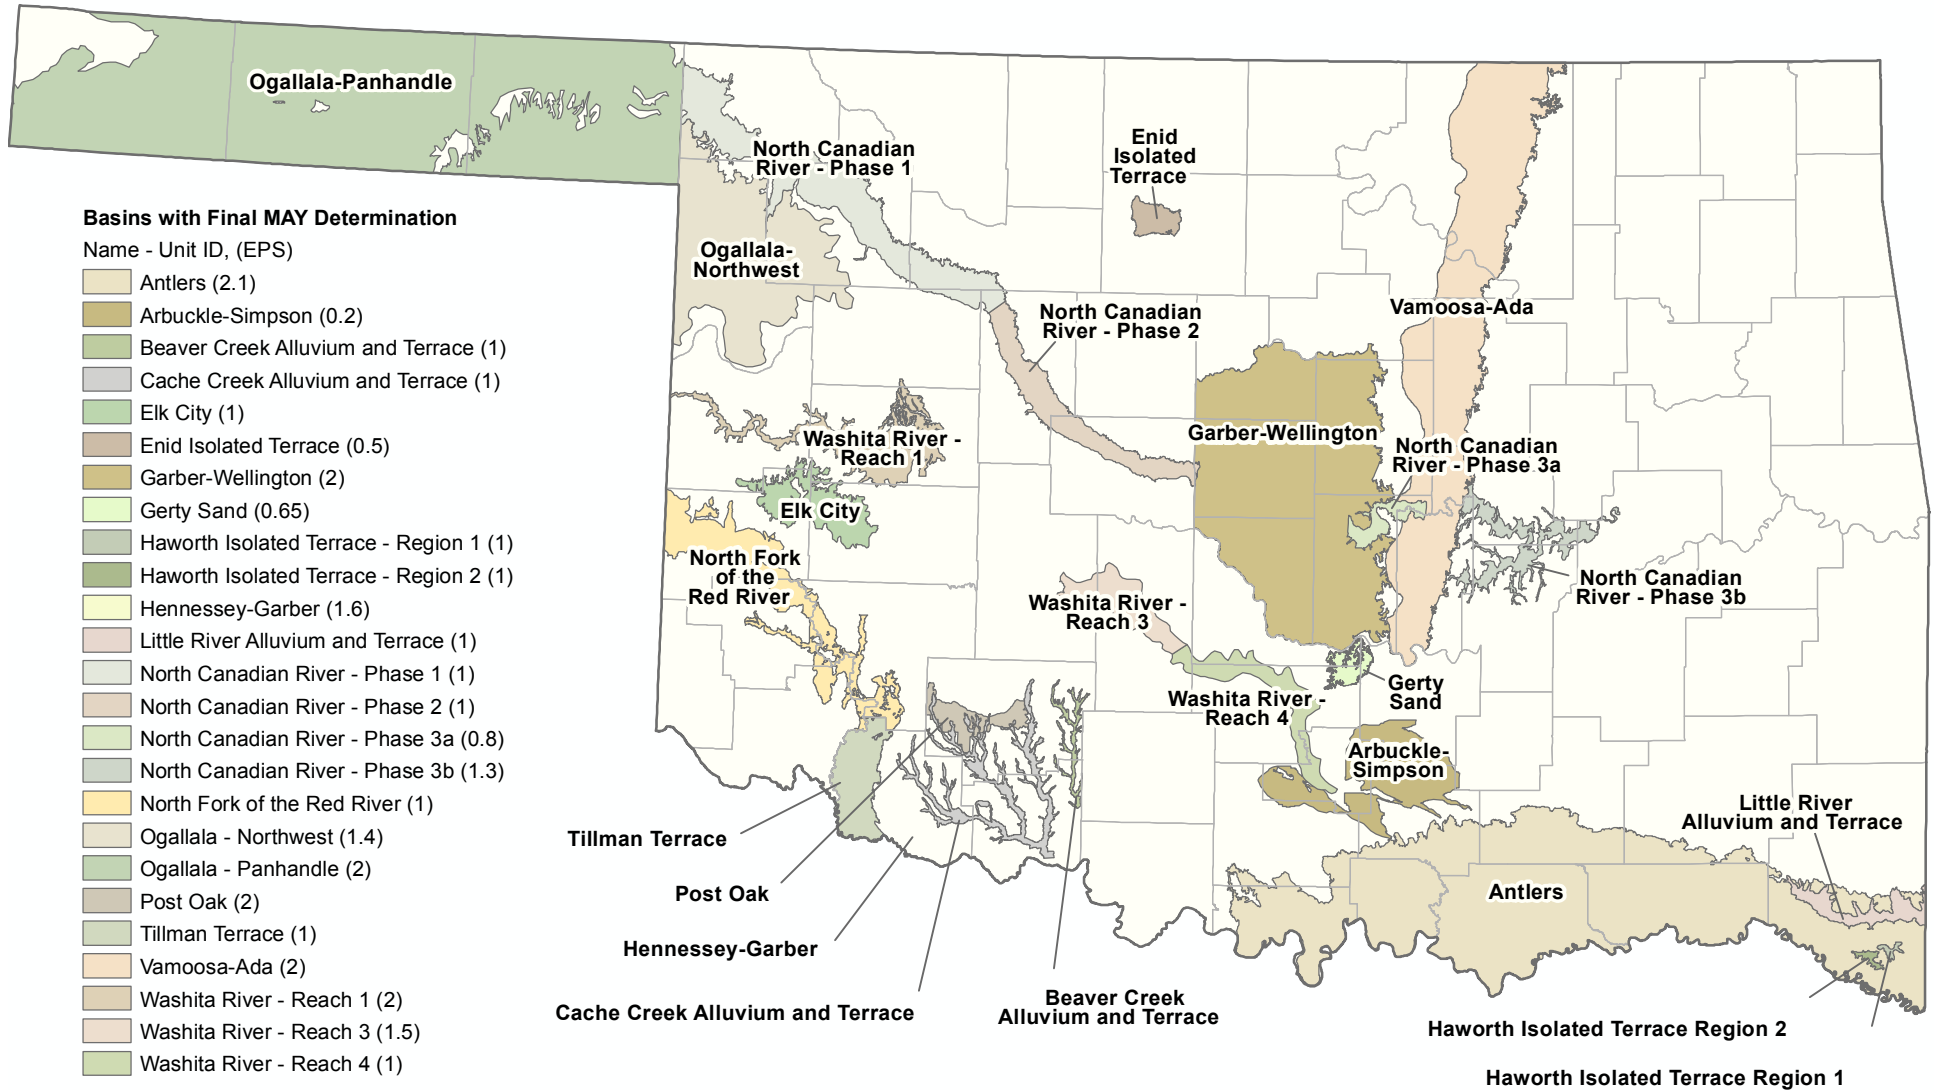 Ogallala-Panhandle
North Canadian
River - Phase 1
Enid
Isolated
Terrace
Ogallala-
Northwest
North Canadian
River - Phase 2
Vamoosa-Ada
Garber-Wellington
North Canadian
River - Phase 3a
Washita River -
Reach 1
Elk City
North Fork
of the
Red River
North Canadian
River - Phase 3b
Washita River -
Reach 3
Gerty
Sand
Washita River -
Reach 4
Arbuckle-
Simpson
Little River
Alluvium and Terrace
Tillman Terrace
Post Oak
Antlers
Hennessey-Garber
Cache Creek Alluvium and Terrace
Beaver Creek
Alluvium and Terrace
Haworth Isolated Terrace Region 2
Haworth Isolated Terrace Region 1
Basins with Final MAY Determination
Name - Unit ID, (EPS)
Antlers (2.1)
Arbuckle-Simpson (0.2)
Beaver Creek Alluvium and Terrace (1)
Cache Creek Alluvium and Terrace (1)
Elk City (1)
Enid Isolated Terrace (0.5)
Garber-Wellington (2)
Gerty Sand (0.65)
Haworth Isolated Terrace - Region 1 (1)
Haworth Isolated Terrace - Region 2 (1)
Hennessey-Garber (1.6)
Little River Alluvium and Terrace (1)
North Canadian River - Phase 1 (1)
North Canadian River - Phase 2 (1)
North Canadian River - Phase 3a (0.8)
North Canadian River - Phase 3b (1.3)
North Fork of the Red River (1)
Ogallala - Northwest (1.4)
Ogallala - Panhandle (2)
Post Oak (2)
Tillman Terrace (1)
Vamoosa-Ada (2)
Washita River - Reach 1 (2)
Washita River - Reach 3 (1.5)
Washita River - Reach 4 (1)